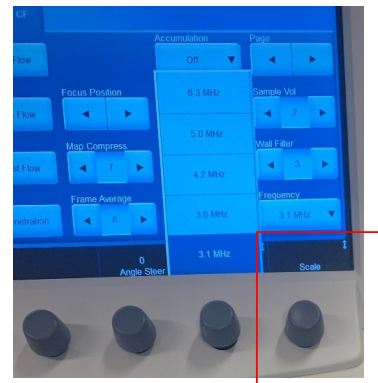 CF
Accumulation Page
Flow Off
Focus Position 6.3 MHz Sample Vol
Flow 2
5.0 MHz
Map Compress Wall Filter
st Flow 7 4.2 MHz 3
Frame Average Frequency
netration 6 3.6 MHz 3.1 MHz
0 3.1 MHz
Angle Steer Scale